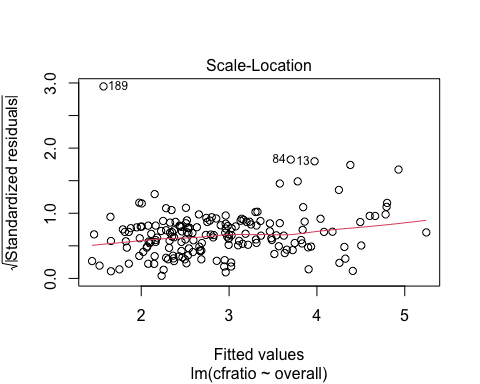 Scale-Location
√|Standardized residuals|
3.0
2.0
1.0
0.0
189
84
13
2
3
4
5
Fitted values
lm(cfratio ~ overall)